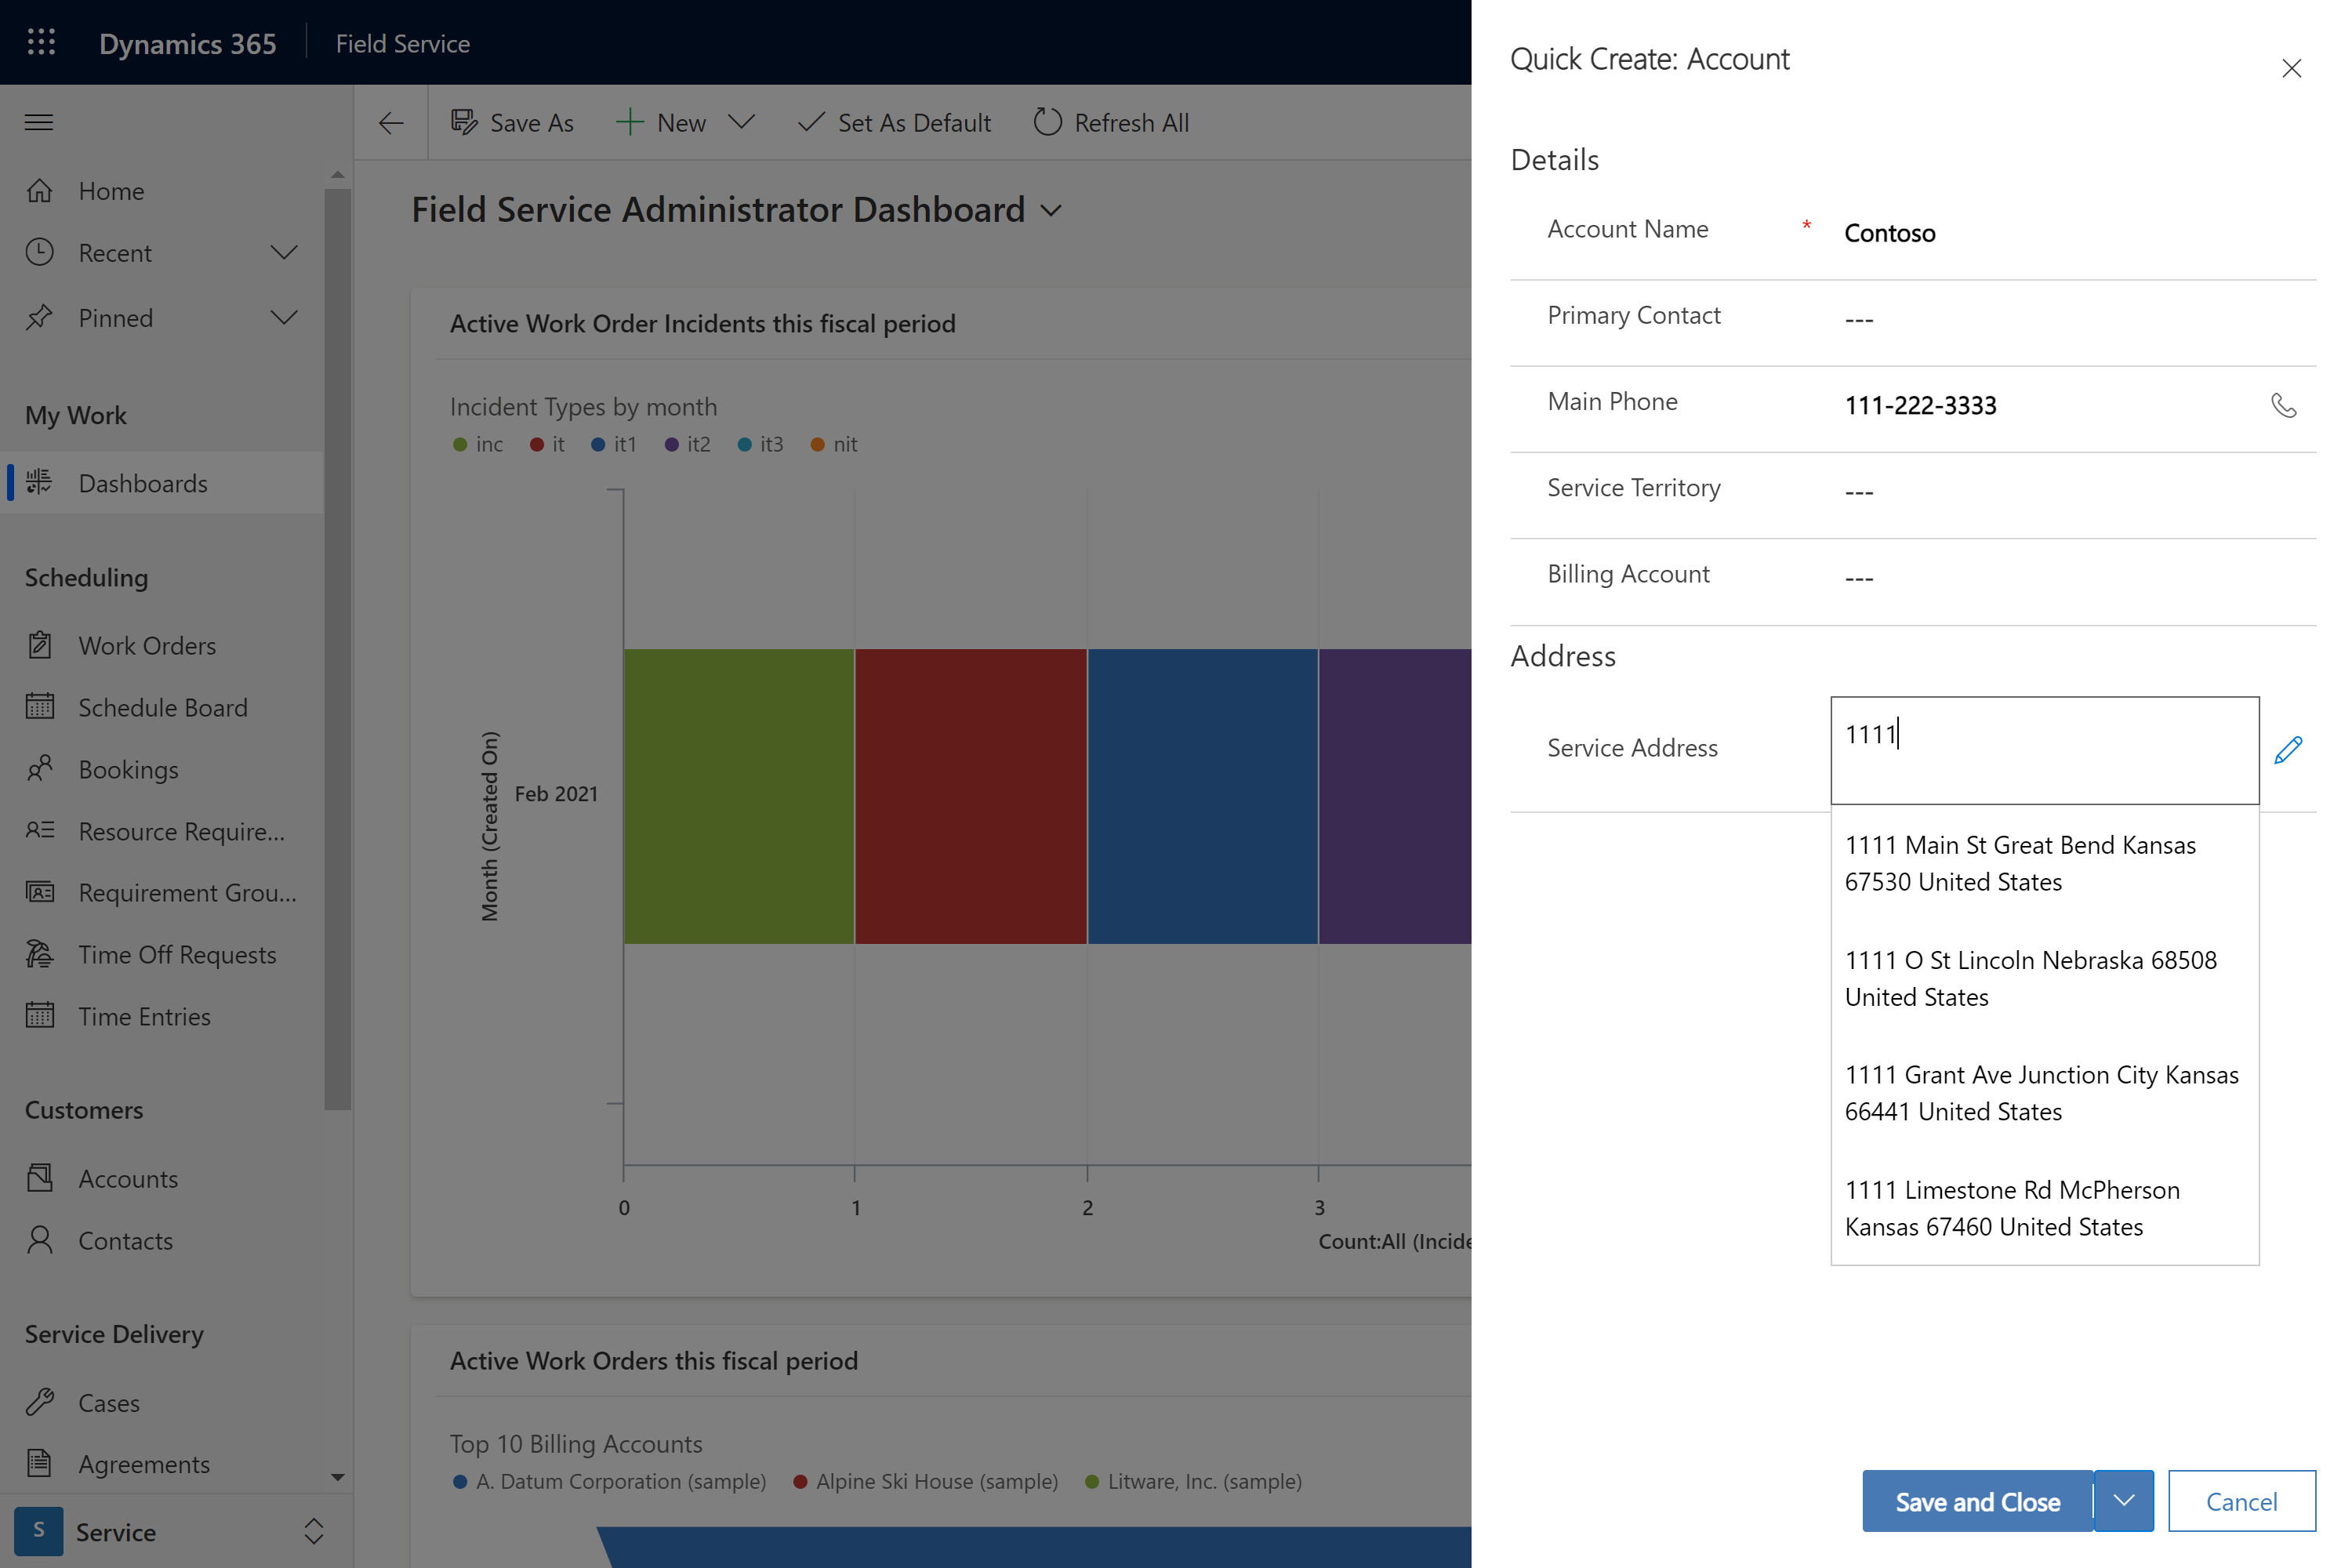 Dynamics 365
Field Service
Home
Recent
Pinned
My Work
Dashboards
Scheduling
Work Orders
Schedule Board
Bookings
Resource Require...
Requirement Grou...
Time Off Requests
Time Entries
Customers
Accounts
Contacts
Service Delivery
Cases
Agreements
S
Service
Save As
New
Set As Default
Refresh All
Field Service Administrator Dashboard
Active Work Order Incidents this fiscal period
Incident Types by month
inc
it
it1
it2
it3
nit
Month (Created On)
Feb 2021
0
1
2
3
Count:All (Incide
Active Work Orders this fiscal period
Top 10 Billing Accounts
A. Datum Corporation (sample)
Alpine Ski House (sample)
Litware, Inc. (sample)
Quick Create: Account
Details
Account Name * Contoso
Primary Contact ---
Main Phone 111-222-3333
Service Territory ---
Billing Account ---
Address
Service Address
1111
1111 Main St Great Bend Kansas
67530 United States
1111 O St Lincoln Nebraska 68508
United States
1111 Grant Ave Junction City Kansas
66441 United States
1111 Limestone Rd McPherson
Kansas 67460 United States
Save and Close
Cancel